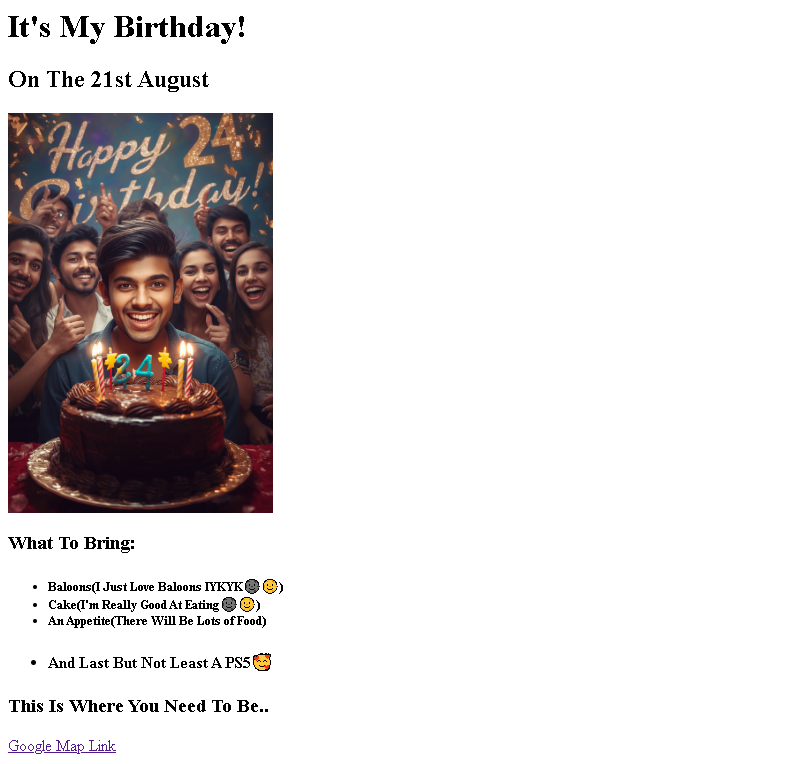 It's My Birthday!
On The 21st August
Happy 24
Birthday!
24
What To Bring:
Baloons(I Just Love Baloons IYKYK🌚🌝)
Cake(I'm Really Good At Eating🌚🌝)
An Appetite(There Will Be Lots of Food)
And Last But Not Least A PS5🥰
This Is Where You Need To Be..
Google Map Link